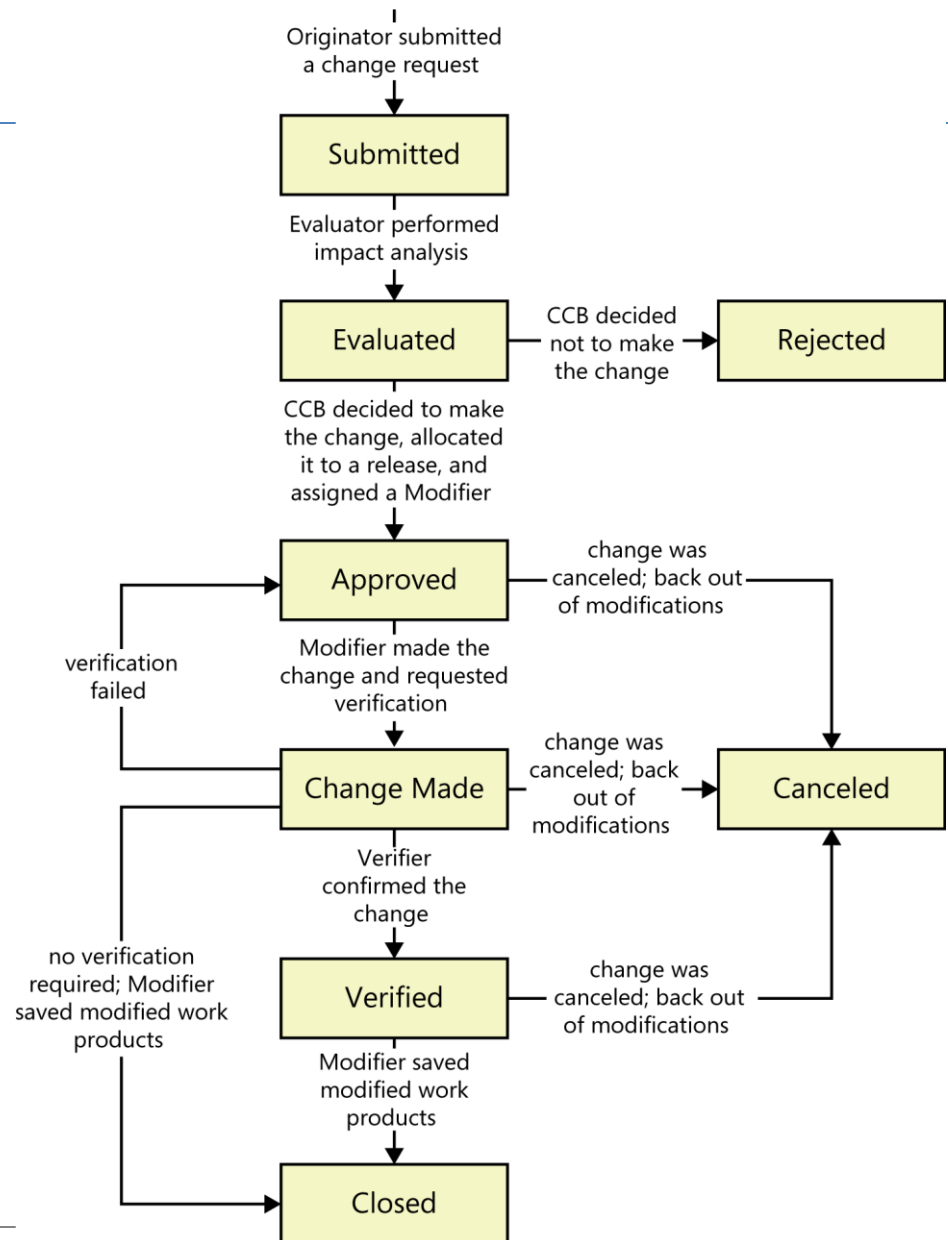 Originator submitted
a change request
Submitted
Evaluator performed
impact analysis
Evaluated
CCB decided
not to make
the change
Rejected
CCB decided to make
the change, allocated
it to a release, and
assigned a Modifier
Approved
change was
canceled; back out
of modifications
verification
failed
Modifier made the
change and requested
verification
Change Made
change was
canceled; back
out of
modifications
Canceled
Verifier
confirmed the
change
no verification
required; Modifier
saved modified work
products
Verified
change was
canceled; back out
of modifications
Modifier saved
modified work
products
Closed